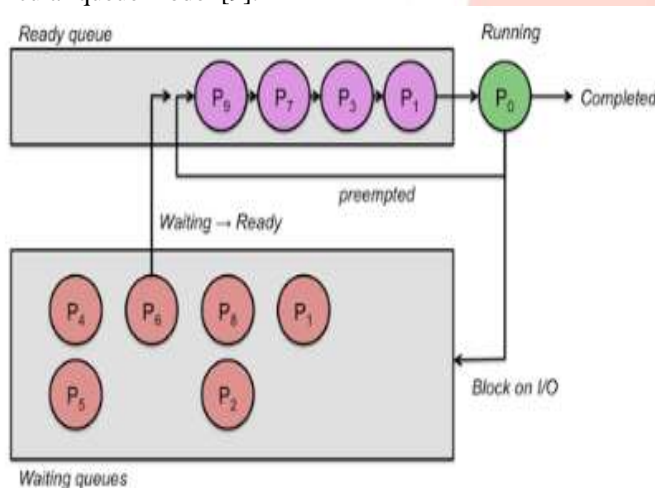 Ready queue
Running
P9 P7 P3 P1 P0
Completed
preempted
Waiting → Ready
P4 P6 P8 P1
P5 P2
Block on I/O
Waiting queues